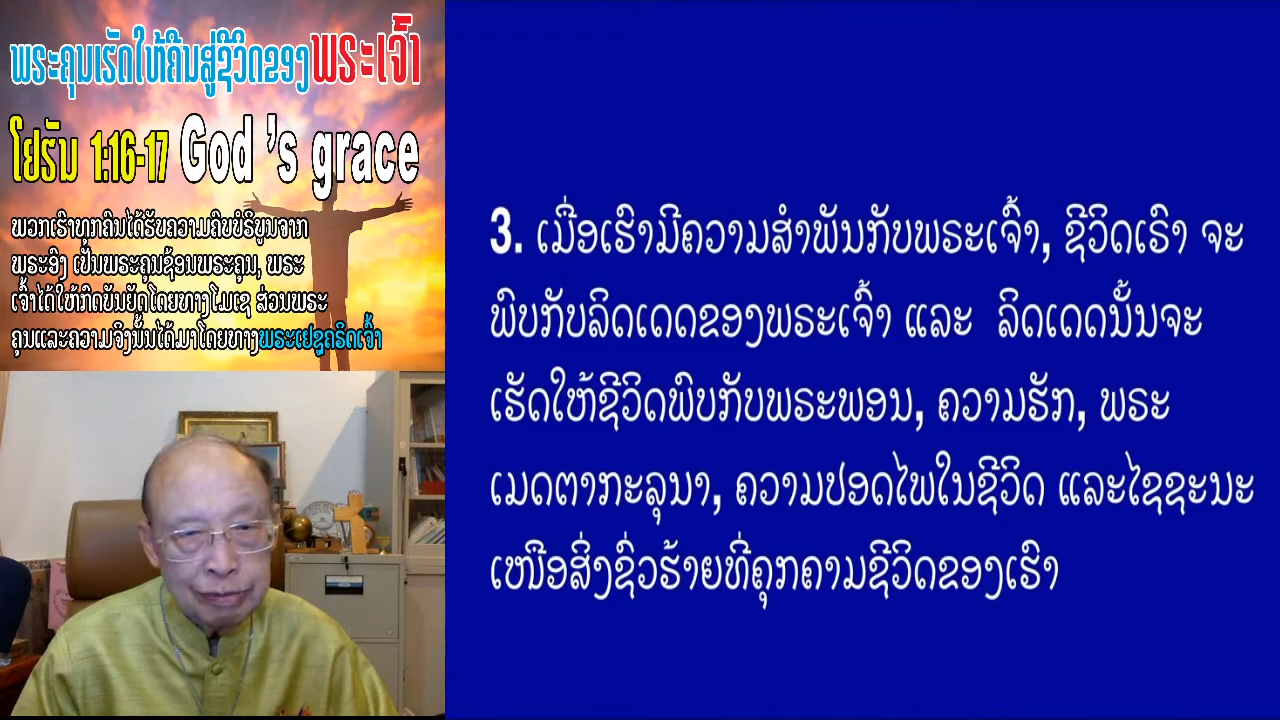 ພຣະຄຸນເຮັດໃຫ້ຄືນສູ່ຊີວິດຂອງພຣະເຈົ້າ
ໂຢຮັນ 1:16-17 God 's grace
ພວກເຮົາທຸກຄົນໄດ້ຮັບຄວາມຄົບບໍຣິບູນຈາກ
ພຣະອົງ ເປັນພຣະຄຸນຊ້ອນພຣະຄຸນ, ພຣະ
ເຈົ້າໄດ້ໃຫ້ກົດບັນຍັດໂດຍທາງໂມເຊ ສ່ວນພຣະ
ຄຸນແລະຄວາມຈິງນັ້ນໄດ້ມາໂດຍທາງພຣະເຢຊູຄຣິດເຈົ້າ
3. ເມື່ອເຮົາມີຄວາມສຳພັນກັບພຣະເຈົ້າ, ຊີວິດເຮົາ ຈະ
ພົບກັບລິດເດດຂອງພຣະເຈົ້າ ແລະ ລິດເດດນັ້ນຈະ
ເຮັດໃຫ້ຊີວິດພົບກັບພຣະພອນ, ຄວາມຮັກ, ພຣະ
ເມດຕາກະລຸນາ, ຄວາມປອດໄພໃນຊີວິດ ແລະໄຊຊະນະ
ເໜືອສິ່ງຊົ່ວຮ້າຍທີ່ຄຸກຄາມຊີວິດຂອງເຮົາ